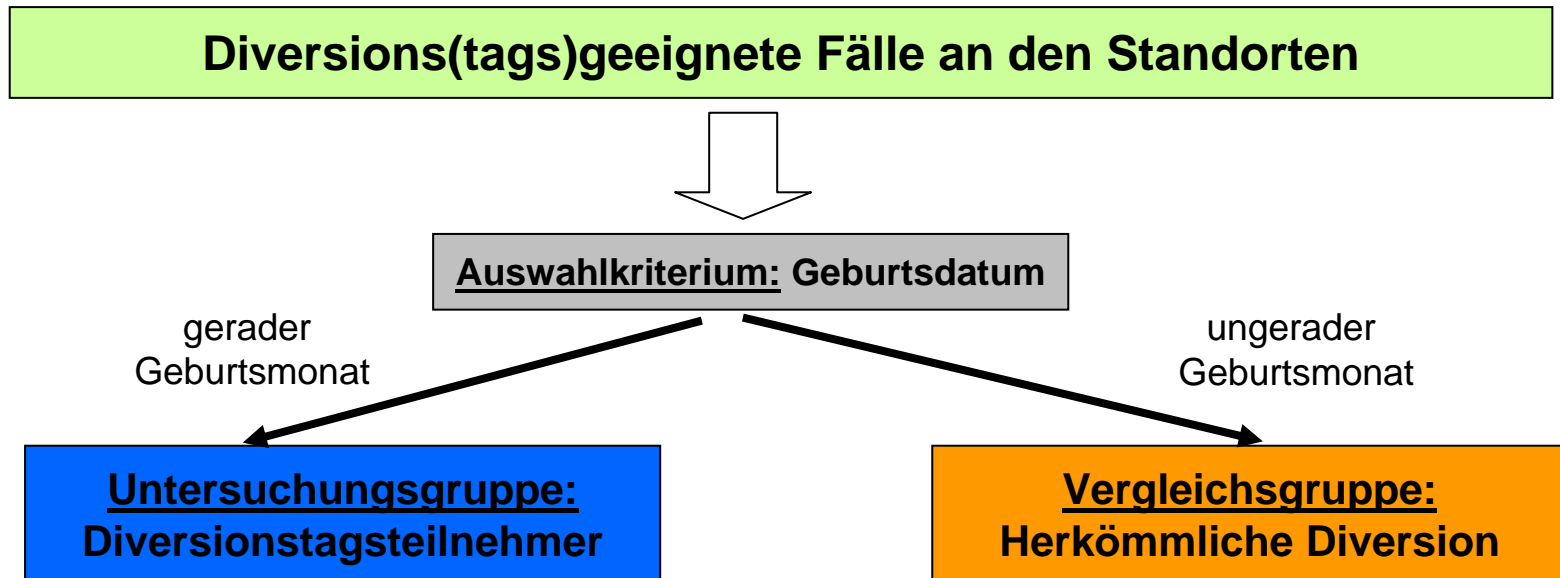 Diversions(tags)geeignete Fälle an den Standorten
Auswahlkriterium: Geburtsdatum
gerader
Geburtsmonat
ungerader
Geburtsmonat
Untersuchungsgruppe:
Diversionstagsteilnehmer
Vergleichsgruppe:
Herkömmliche Diversion